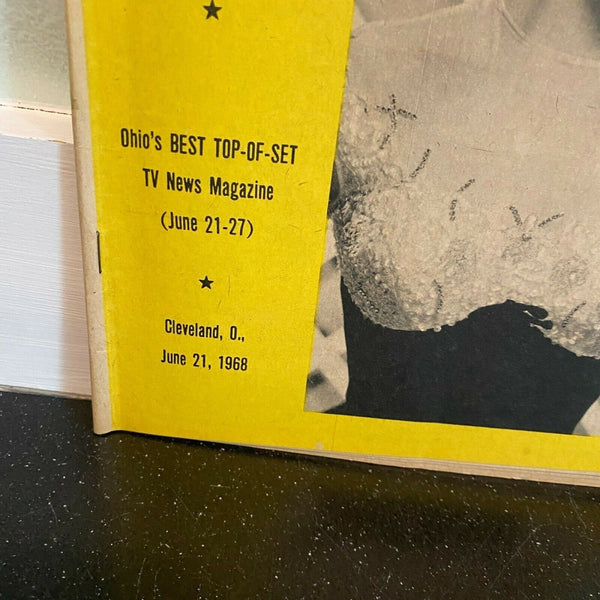 Ohio's BEST TOP-OF-SET
TV News Magazine
(June 21-27)
Cleveland, O.,
June 21, 1968